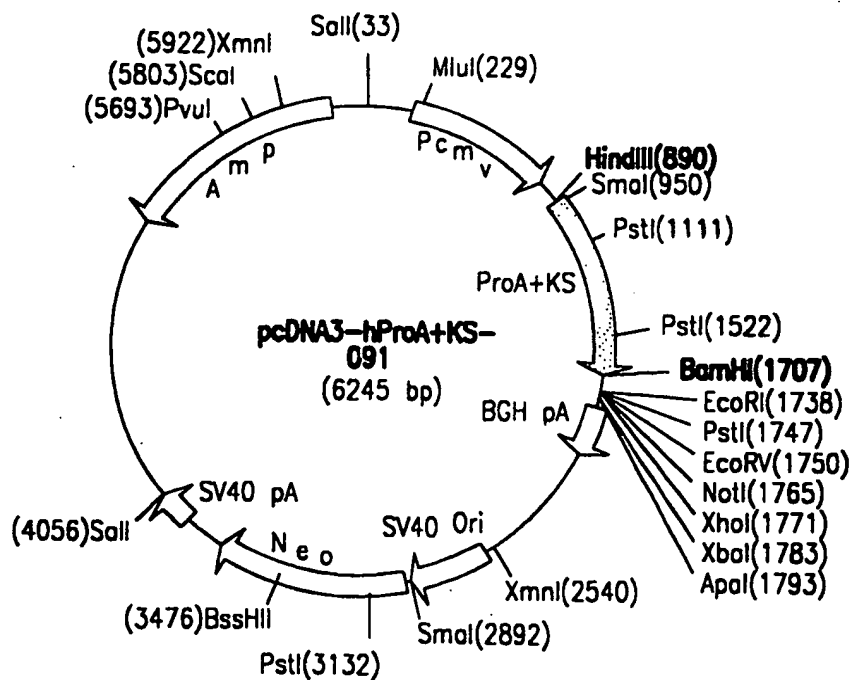 SalI(33)
(5922)XmnI
(5803)ScaI
(5693)PvuI
MluI(229)
Amp
Pcmv
HindIII(890)
SmaI(950)
PstI(1111)
ProA+KS
PstI(1522)
pcDNA3-hProA+KS-
091
(6245 bp)
BamHI(1707)
BGH pA
EcoRI(1738)
PstI(1747)
EcoRV(1750)
NotI(1765)
XhoI(1771)
XbaI(1783)
ApaI(1793)
SV40 pA
(4056)SalI
SV40 Ori
Neo
XmnI(2540)
(3476)BssHII
SmaI(2892)
PstI(3132)